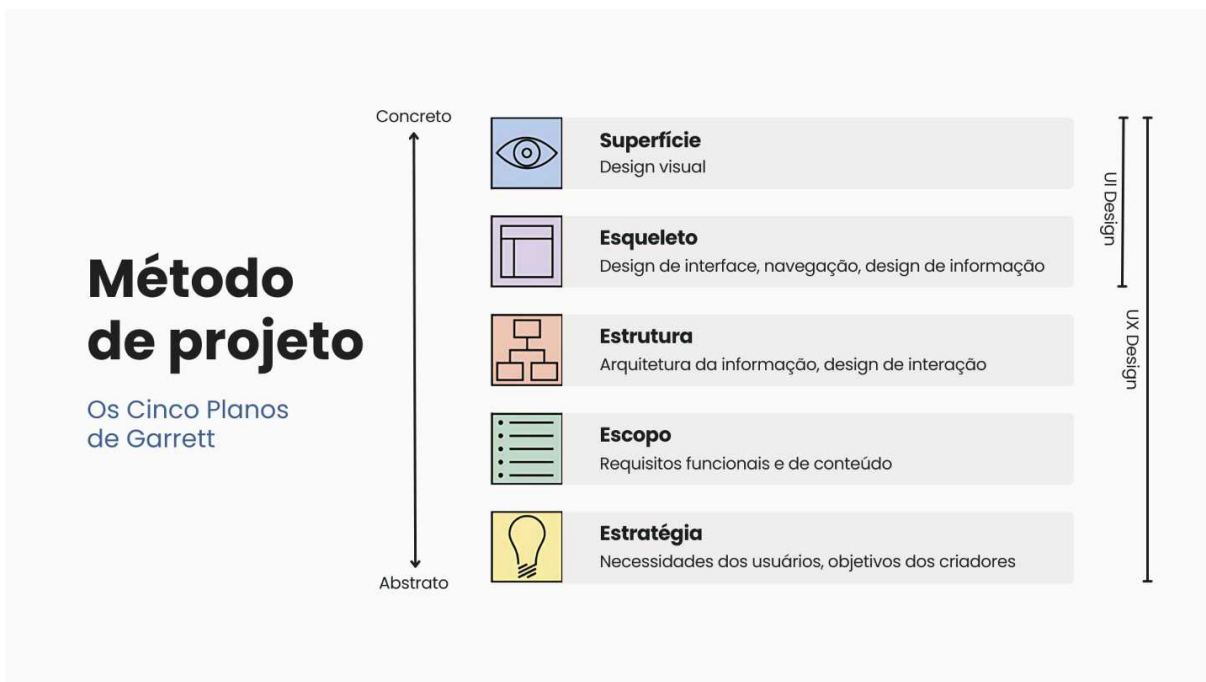 Método
de projeto
Os Cinco Planos
de Garrett
Concreto
Abstrato
Superfície
Design visual
Esqueleto
Design de interface, navegação, design de informação
Estrutura
Arquitetura da informação, design de interação
Escopo
Requisitos funcionais e de conteúdo
Estratégia
Necessidades dos usuários, objetivos dos criadores
UI Design
UX Design